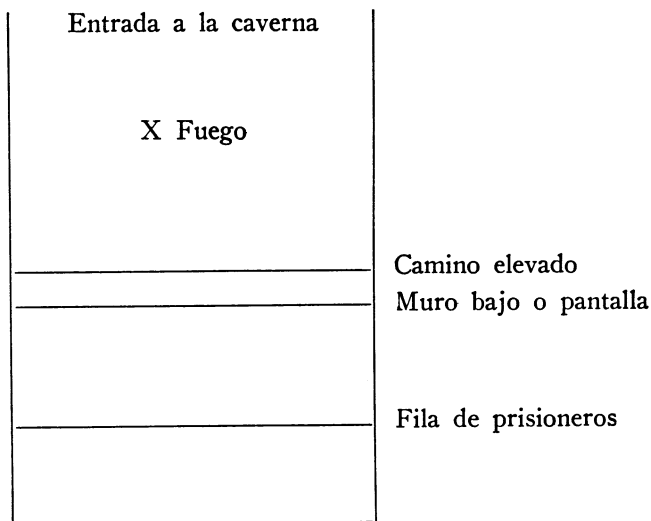 Entrada a la caverna
X Fuego
Camino elevado
Muro bajo o pantalla
Fila de prisioneros